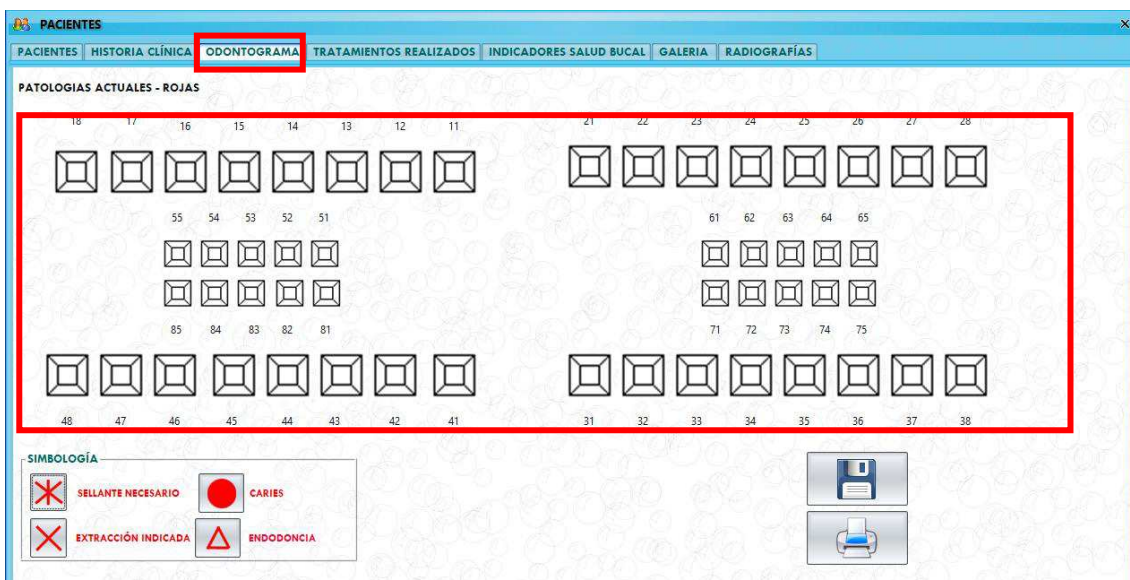 PACIENTES
PACIENTES HISTORIA CLÍNICA ODONTOGRAMA TRATAMIENTOS REALIZADOS INDICADORES SALUD BUCAL GALERIA RADIOGRAFÍAS
PATOLOGIAS ACTUALES - ROJAS
18 17 16 15 14 13 12 11 21 22 23 24 25 26 27 28
55 54 53 52 51 61 62 63 64 65
85 84 83 82 81 71 72 73 74 75
48 47 46 45 44 43 42 41 31 32 33 34 35 36 37 38
SIMBOLOGÍA
SELLANTE NECESARIO CARIES
EXTRACCIÓN INDICADA ENDODONCIA